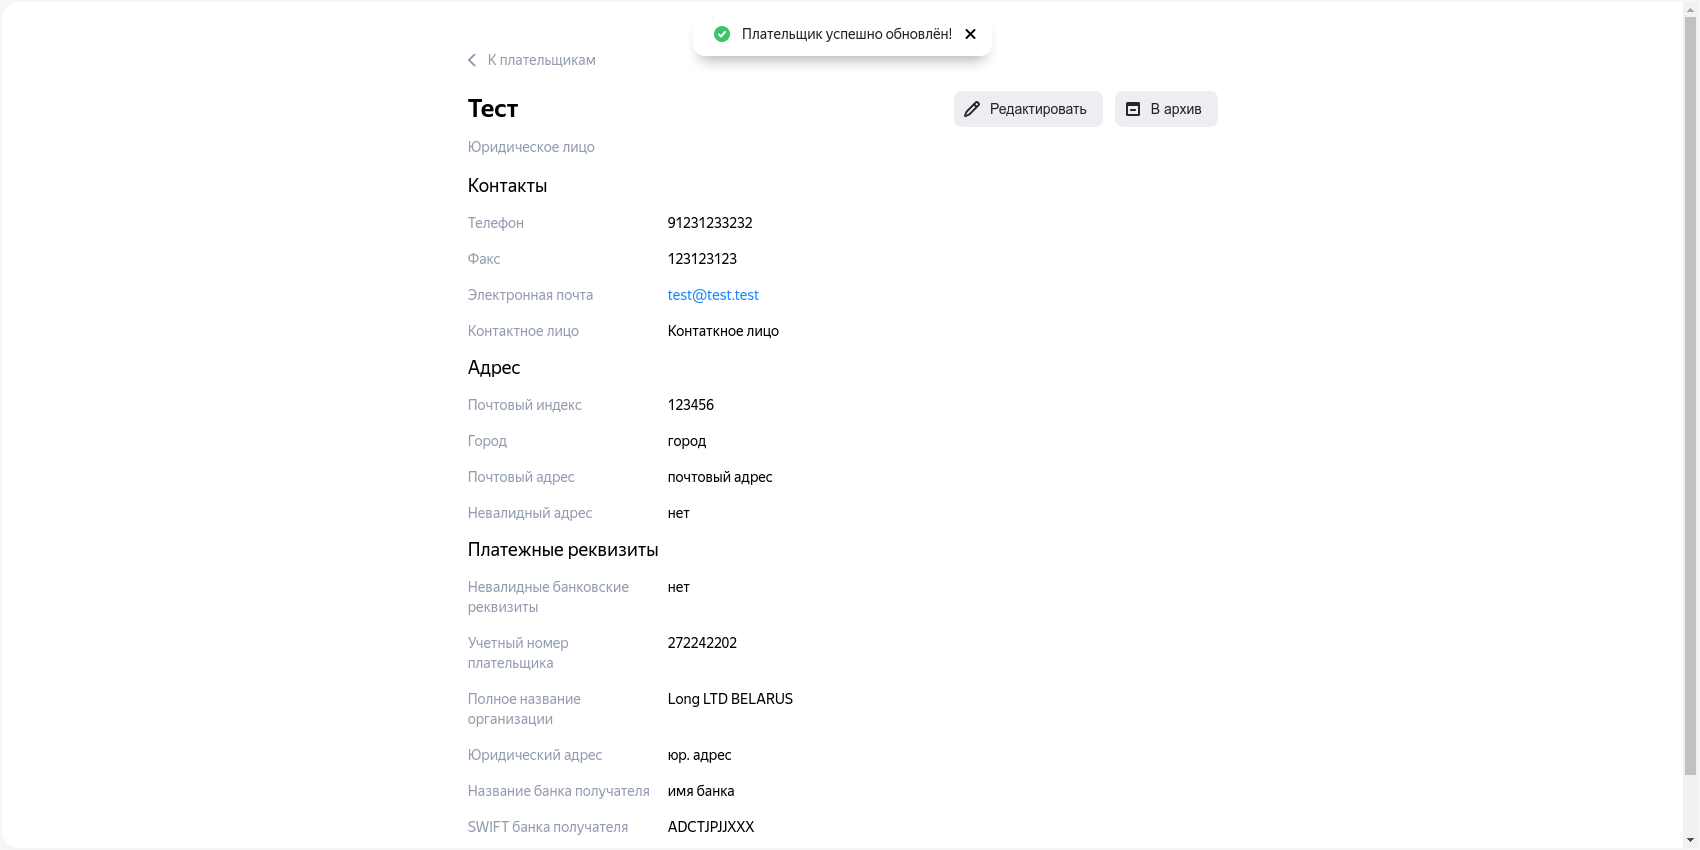 Плательщик успешно обновлён!
К плательщикам
Тест
Редактировать
В архив
Юридическое лицо
Контакты
Телефон 91231233232
Факс 123123123
Электронная почта test@test.test
Контактное лицо Контаткное лицо
Адрес
Почтовый индекс 123456
Город город
Почтовый адрес почтовый адрес
Невалидный адрес нет
Платежные реквизиты
Невалидные банковские нет
реквизиты
Учетный номер 272242202
плательщика
Полное название Long LTD BELARUS
организации
Юридический адрес юр. адрес
Название банка получателя имя банка
SWIFT банка получателя ADCTJPJJXXX